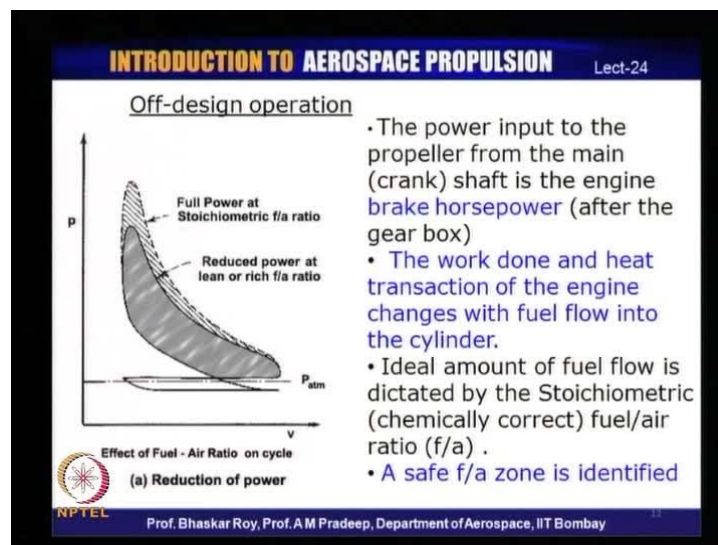 INTRODUCTION TO AEROSPACE PROPULSION
Lect-24
Off-design operation
p
Full Power at
Stoichiometric f/a ratio
Reduced power at
lean or rich f/a ratio
Patm
v
Effect of Fuel - Air Ratio on cycle
(a) Reduction of power
• The power input to the
propeller from the main
(crank) shaft is the engine
brake horsepower (after the
gear box)
• The work done and heat
transaction of the engine
changes with fuel flow into
the cylinder.
• Ideal amount of fuel flow is
dictated by the Stoichiometric
(chemically correct) fuel/air
ratio (f/a) .
• A safe f/a zone is identified
NPTEL
Prof. Bhaskar Roy, Prof. A M Pradeep, Department of Aerospace, IIT Bombay